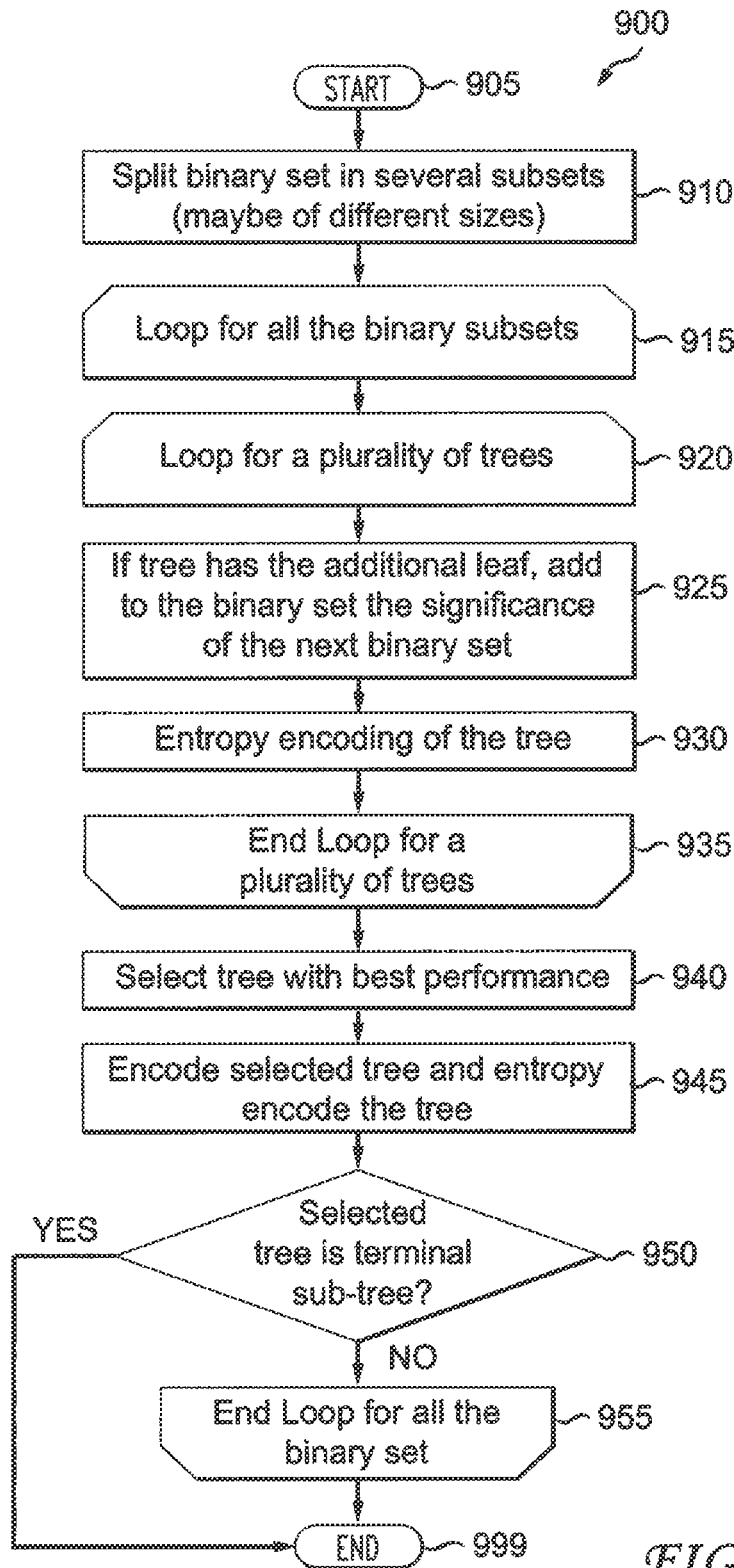 900
START 905
Split binary set in several subsets
(maybe of different sizes) 910
Loop for all the binary subsets 915
Loop for a plurality of trees 920
If tree has the additional leaf, add
to the binary set the significance
of the next binary set 925
Entropy encoding of the tree 930
End Loop for a
plurality of trees 935
Select tree with best performance 940
Encode selected tree and entropy
encode the tree 945
Selected
tree is terminal
sub-tree? 950
YES
NO
End Loop for all the
binary set 955
END 999
FIG